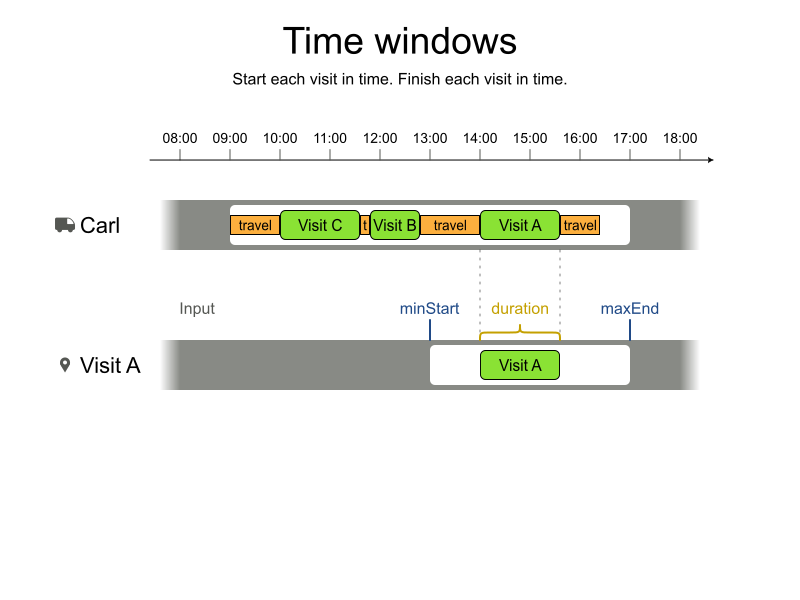 Time windows
Start each visit in time. Finish each visit in time.
08:00 09:00 10:00 11:00 12:00 13:00 14:00 15:00 16:00 17:00 18:00
Carl travel Visit C t Visit B travel Visit A travel
Input minStart duration maxEnd
Visit A Visit A